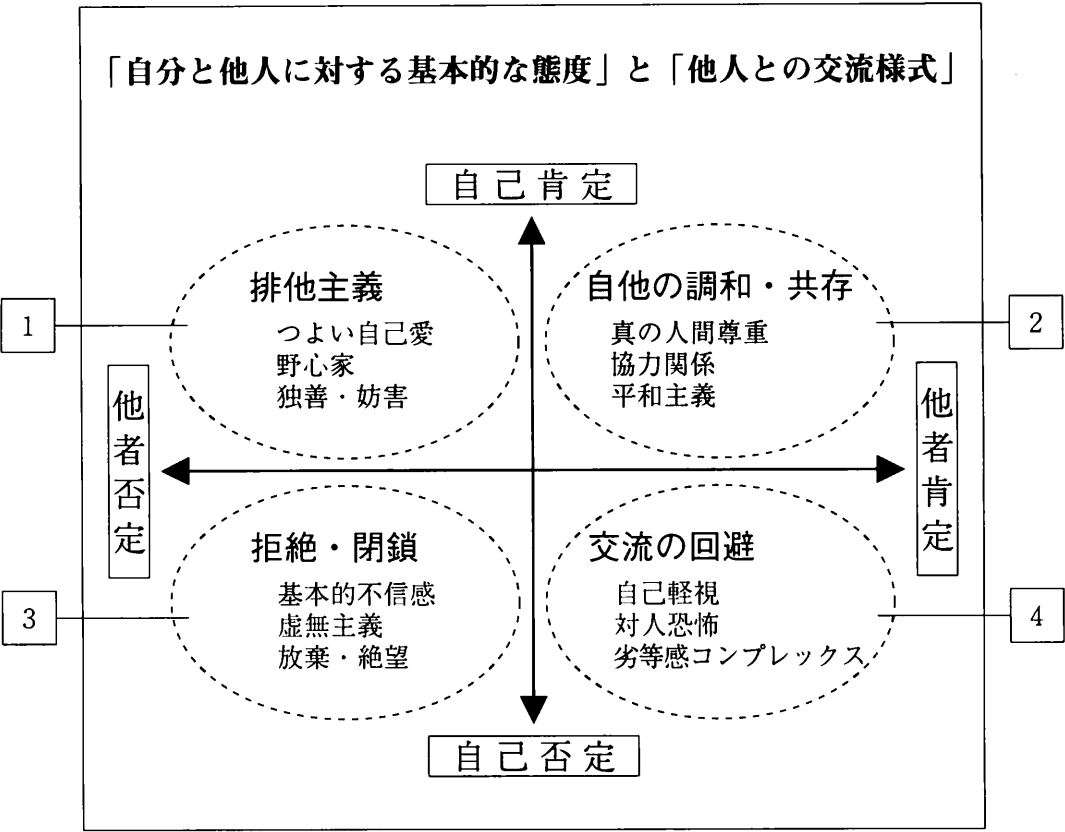 「自分と他人に対する基本的な態度」と「他人との交流様式」
自己肯定
排他主義
つよい自己愛
野心家
独善・妨害
自他の調和・共存
真の人間尊重
協力関係
平和主義
1
2
他者否定
他者肯定
拒絶・閉鎖
基本的不信感
虚無主義
放棄・絶望
交流の回避
自己軽視
対人恐怖
劣等感コンプレックス
3
4
自己否定